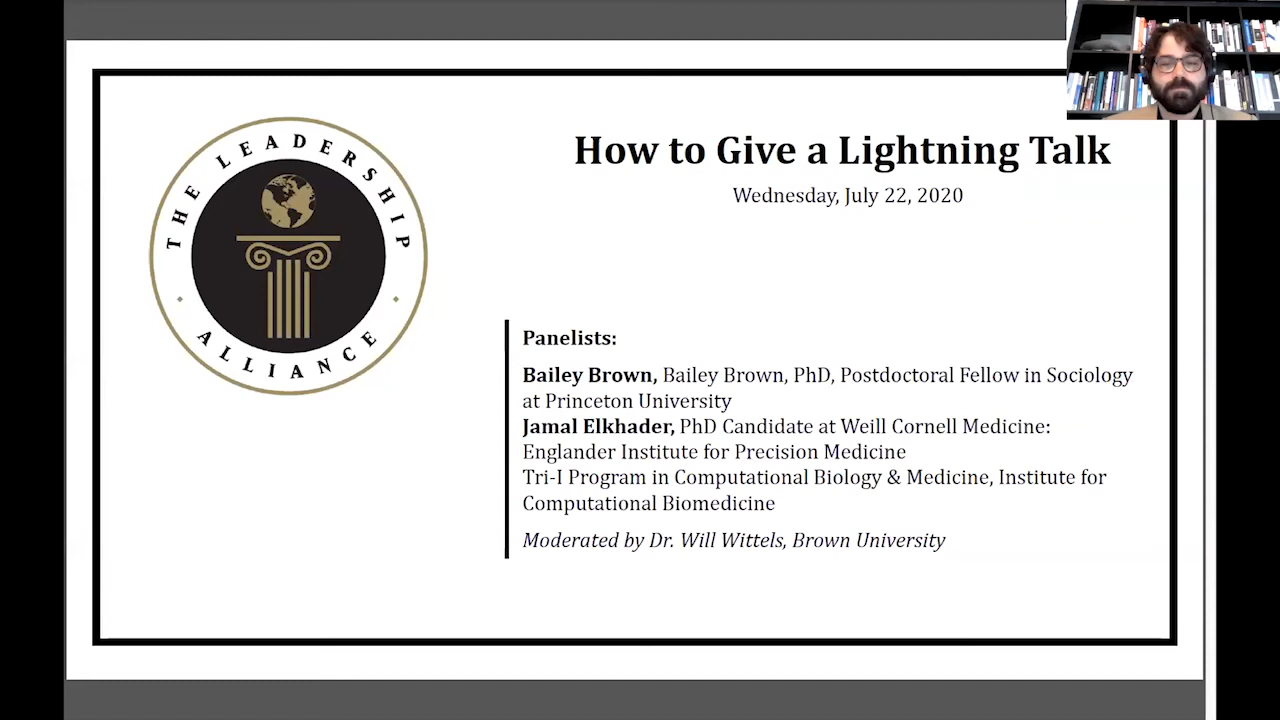 THE LEADERSHIP
ALLIANCE
How to Give a Lightning Talk
Wednesday, July 22, 2020
Panelists:
Bailey Brown, Bailey Brown, PhD, Postdoctoral Fellow in Sociology
at Princeton University
Jamal Elkhader, PhD Candidate at Weill Cornell Medicine:
Englander Institute for Precision Medicine
Tri-I Program in Computational Biology & Medicine, Institute for
Computational Biomedicine
Moderated by Dr. Will Wittels, Brown University